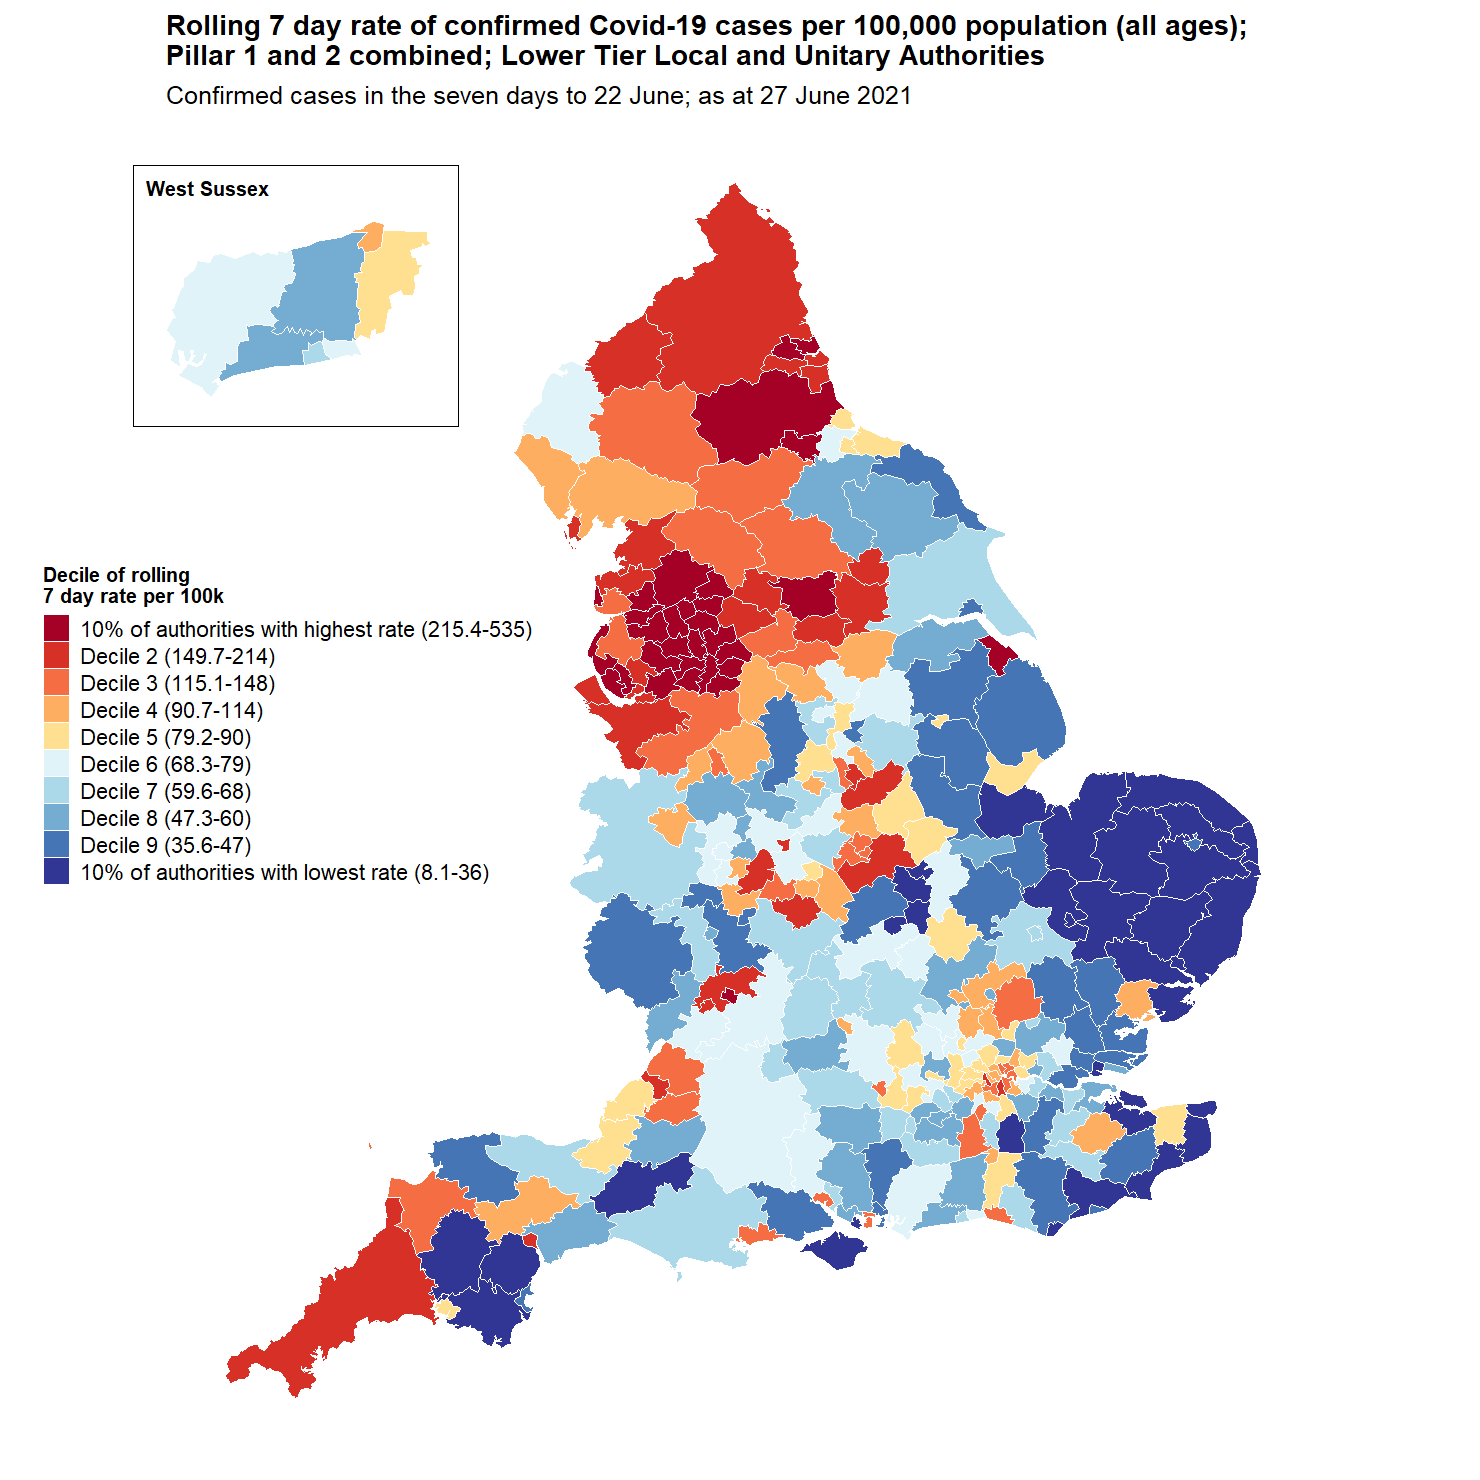 Rolling 7 day rate of confirmed Covid-19 cases per 100,000 population (all ages);
Pillar 1 and 2 combined; Lower Tier Local and Unitary Authorities
Confirmed cases in the seven days to 22 June; as at 27 June 2021
West Sussex
Decile of rolling
7 day rate per 100k
10% of authorities with highest rate (215.4-535)
Decile 2 (149.7-214)
Decile 3 (115.1-148)
Decile 4 (90.7-114)
Decile 5 (79.2-90)
Decile 6 (68.3-79)
Decile 7 (59.6-68)
Decile 8 (47.3-60)
Decile 9 (35.6-47)
10% of authorities with lowest rate (8.1-36)